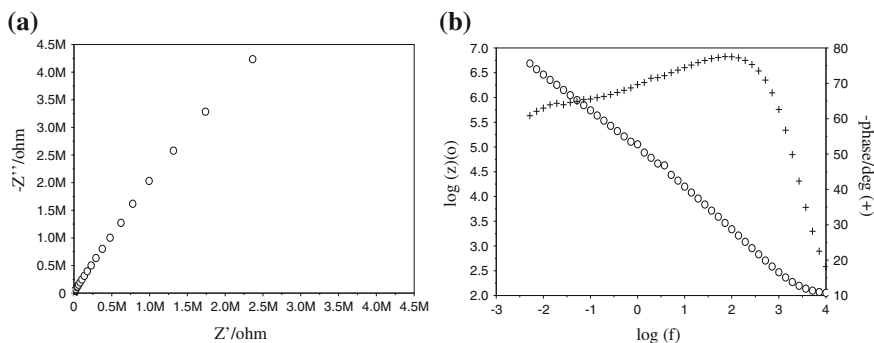 (a)
4.5M
4.0M
3.5M
3.0M
2.5M
2.0M
1.5M
1.0M
0.5M
0
-Z''/ohm
0 0.5M 1.0M 1.5M 2.0M 2.5M 3.0M 3.5M 4.0M 4.5M
Z'/ohm
(b)
7.0
6.5
6.0
5.5
5.0
4.5
4.0
3.5
3.0
2.5
2.0
log (z)(o)
80
70
60
50
40
30
20
10
-phase/deg (+)
-3 -2 -1 0 1 2 3 4
log (f)